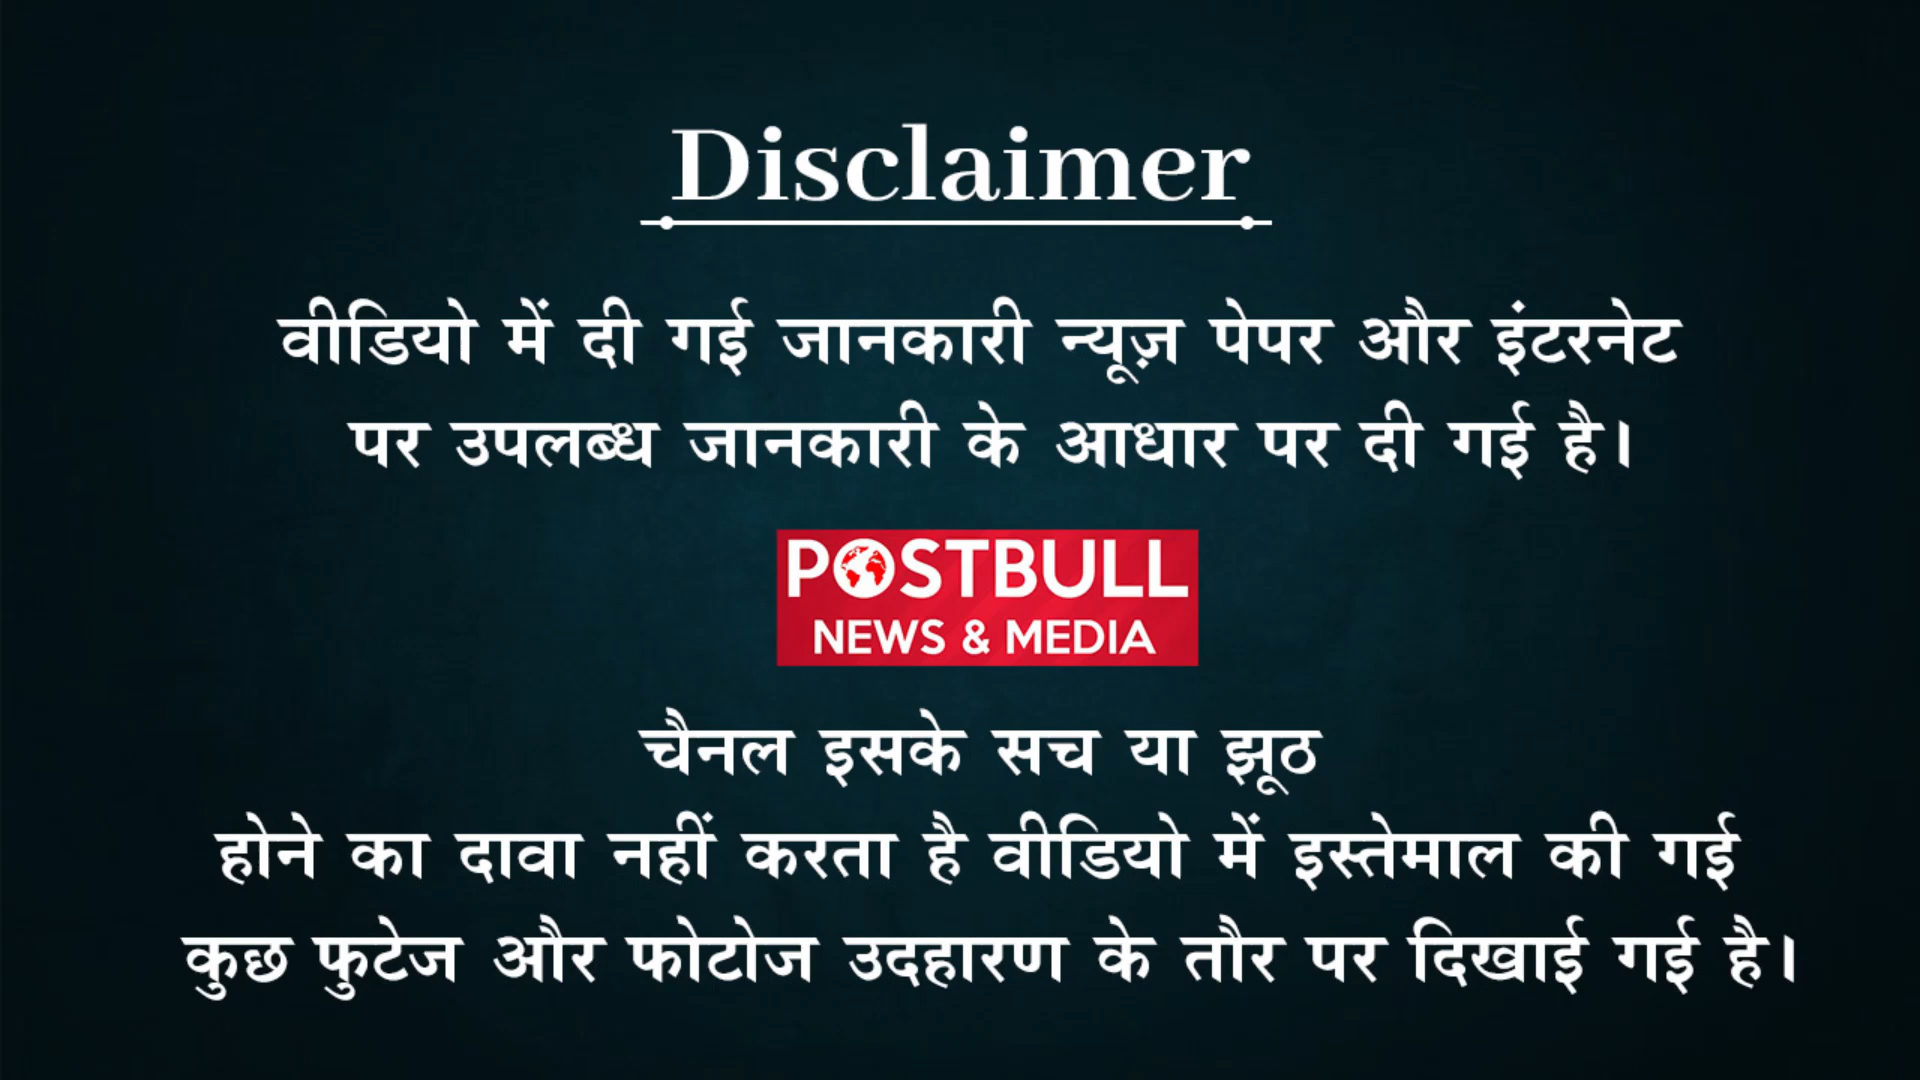 Disclaimer
वीडियो में दी गई जानकारी न्यूज़ पेपर और इंटरनेट
पर उपलब्ध जानकारी के आधार पर दी गई है।
POSTBULL
NEWS & MEDIA
चैनल इसके सच या झूठ
होने का दावा नहीं करता है वीडियो में इस्तेमाल की गई
कुछ फुटेज और फोटोज उदहारण के तौर पर दिखाई गई है।